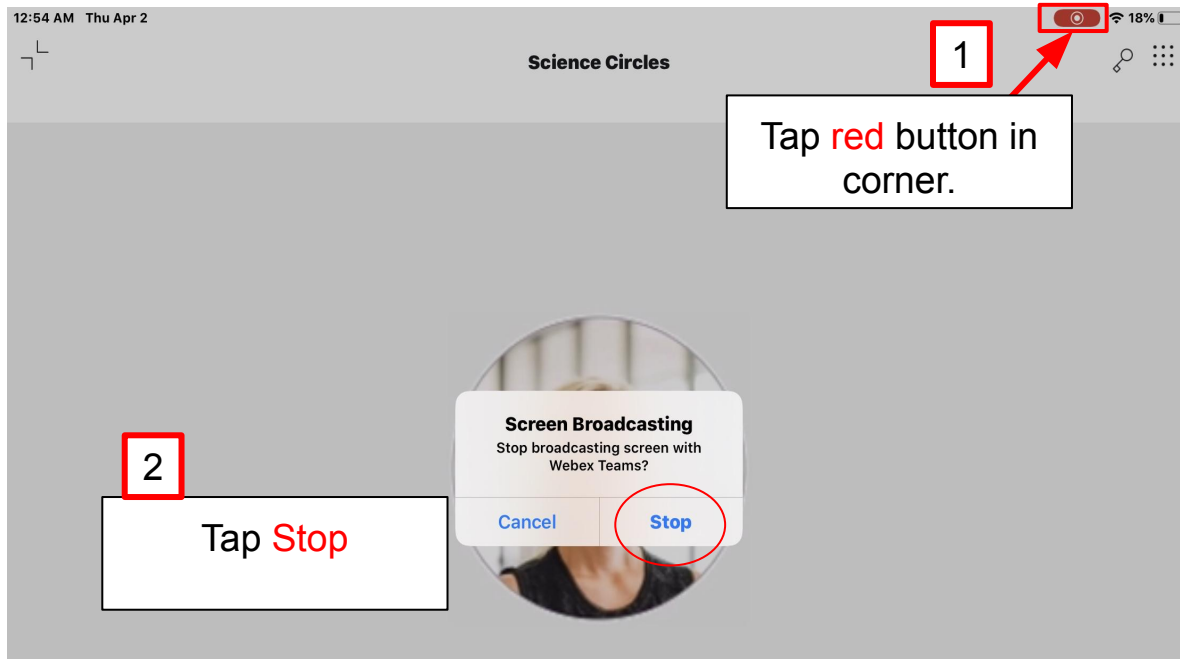 12:54 AM Thu Apr 2
18%
Science Circles
1
Tap red button in
corner.
Screen Broadcasting
Stop broadcasting screen with
Webex Teams?
2
Cancel Stop
Tap Stop